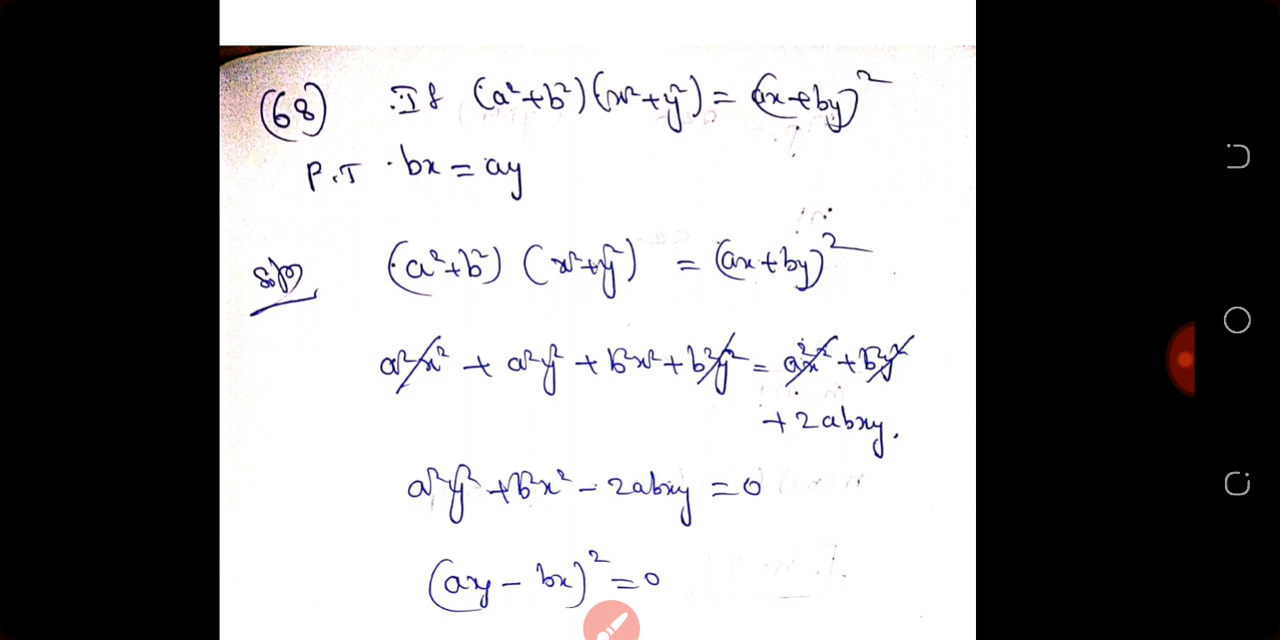 (68) If (a²+b²)(x²+y²) = (ax+by)²
P.T bx = ay
Soln (a²+b²) (x²+y²) = (ax+by)²
a²x² + a²y² + b²x² + b²y² = a²x² + b²y²
+ 2abxy.
a²y² + b²x² - 2abxy = 0
(ay - bx)² = 0